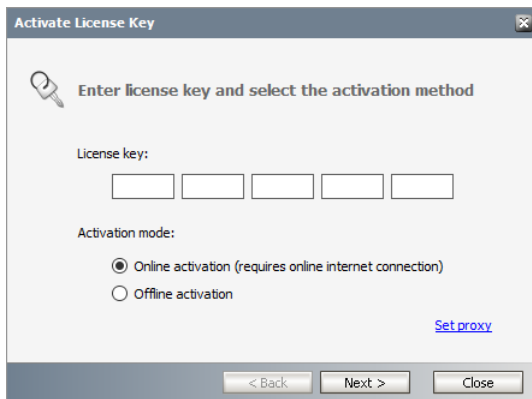 Activate License Key
Enter license key and select the activation method
License key:
Activation mode:
Online activation (requires online internet connection)
Offline activation
Set proxy
< Back Next > Close